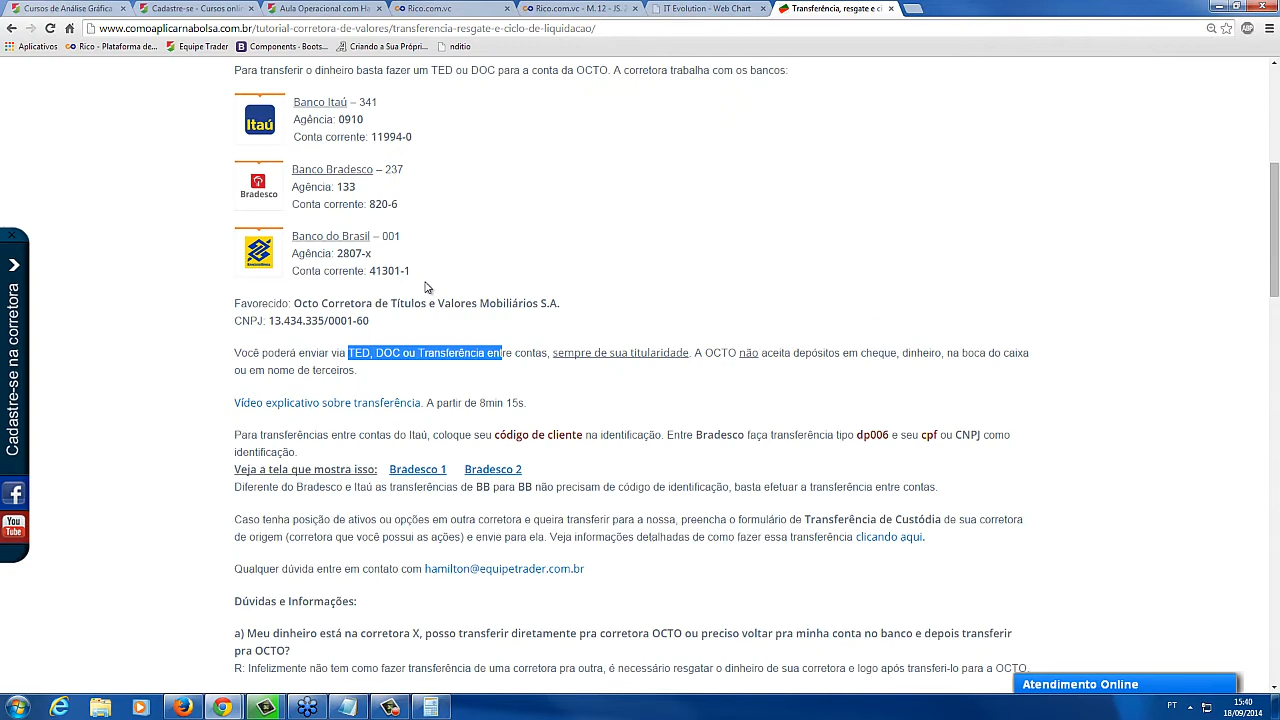 Cursos de Análise Gráfica
Cadastre-se - Cursos onlin
Aula Operacional com Ha
Rico.com.vc
Rico.com.vc - M. 12 - JS. 2
IT Evolution - Web Chart
Transferência, resgate e ci
www.comoaplicarnabolsa.com.br/tutorial-corretora-de-valores/transferencia-resgate-e-ciclo-de-liquidacao/
Aplicativos
Rico - Plataforma de...
Equipe Trader
Components · Boots...
Criando a Sua Própri...
nditio
Para transferir o dinheiro basta fazer um TED ou DOC para a conta da OCTO. A corretora trabalha com os bancos:
Itaú
Banco Itaú – 341
Agência: 0910
Conta corrente: 11994-0
Bradesco
Banco Bradesco – 237
Agência: 133
Conta corrente: 820-6
Banco do Brasil – 001
Agência: 2807-x
Conta corrente: 41301-1
Favorecido: Octo Corretora de Títulos e Valores Mobiliários S.A.
CNPJ: 13.434.335/0001-60
Você poderá enviar via TED, DOC ou Transferência entre contas, sempre de sua titularidade. A OCTO não aceita depósitos em cheque, dinheiro, na boca do caixa
ou em nome de terceiros.
Vídeo explicativo sobre transferência. A partir de 8min 15s.
Para transferências entre contas do Itaú, coloque seu código de cliente na identificação. Entre Bradesco faça transferência tipo dp006 e seu cpf ou CNPJ como
identificação.
Veja a tela que mostra isso: Bradesco 1 Bradesco 2
Diferente do Bradesco e Itaú as transferências de BB para BB não precisam de código de identificação, basta efetuar a transferência entre contas.
Caso tenha posição de ativos ou opções em outra corretora e queira transferir para a nossa, preencha o formulário de Transferência de Custódia de sua corretora
de origem (corretora que você possui as ações) e envie para ela. Veja informações detalhadas de como fazer essa transferência clicando aqui.
Qualquer dúvida entre em contato com hamilton@equipetrader.com.br
Dúvidas e Informações:
a) Meu dinheiro está na corretora X, posso transferir diretamente pra corretora OCTO ou preciso voltar pra minha conta no banco e depois transferir
pra OCTO?
R: Infelizmente não tem como fazer transferência de uma corretora pra outra, é necessário resgatar o dinheiro de sua corretora e logo após transferi-lo para a OCTO.
Cadastre-se na corretora
You
Tube
Atendimento Online
PT
15:40
18/09/2014